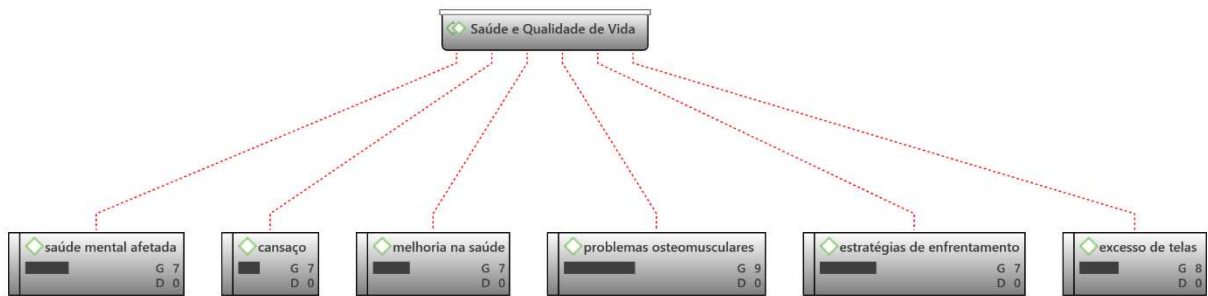 Saúde e Qualidade de Vida
saúde mental afetada
G 7
D 0
cansaço
G 7
D 0
melhoria na saúde
G 7
D 0
problemas osteomusculares
G 9
D 0
estratégias de enfrentamento
G 7
D 0
excesso de telas
G 8
D 0